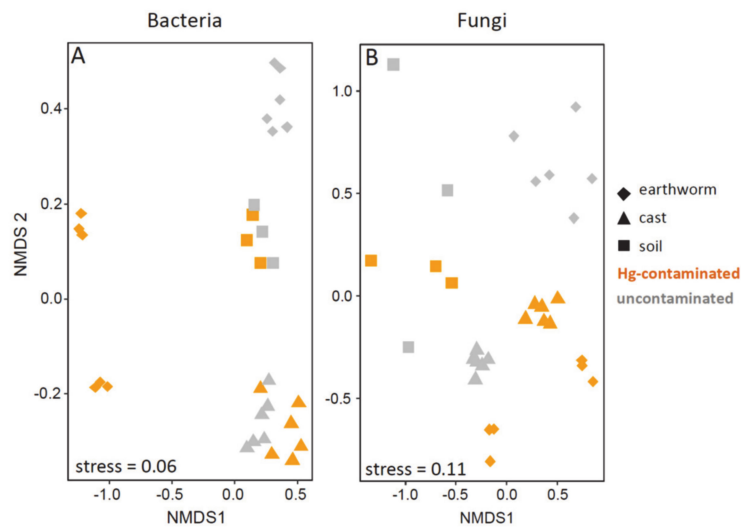 Bacteria
Fungi
A
B
0.4
0.2
0.0
-0.2
1.0
0.5
0.0
-0.5
NMDS 2
stress = 0.06
stress = 0.11
-1.0 -0.5 0.0 0.5
-1.0 -0.5 0.0 0.5
NMDS1
NMDS1
earthworm
cast
soil
Hg-contaminated
uncontaminated